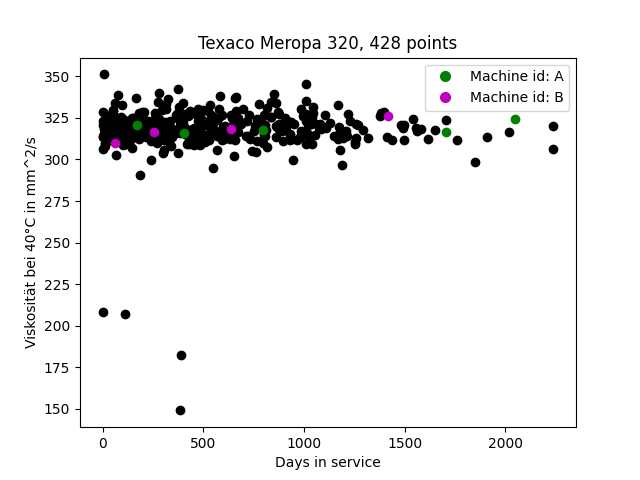 Texaco Meropa 320, 428 points
Machine id: A
Machine id: B
Viskosität bei 40°C in mm^2/s
350
325
300
275
250
225
200
175
150
0
500
1000
1500
2000
Days in service